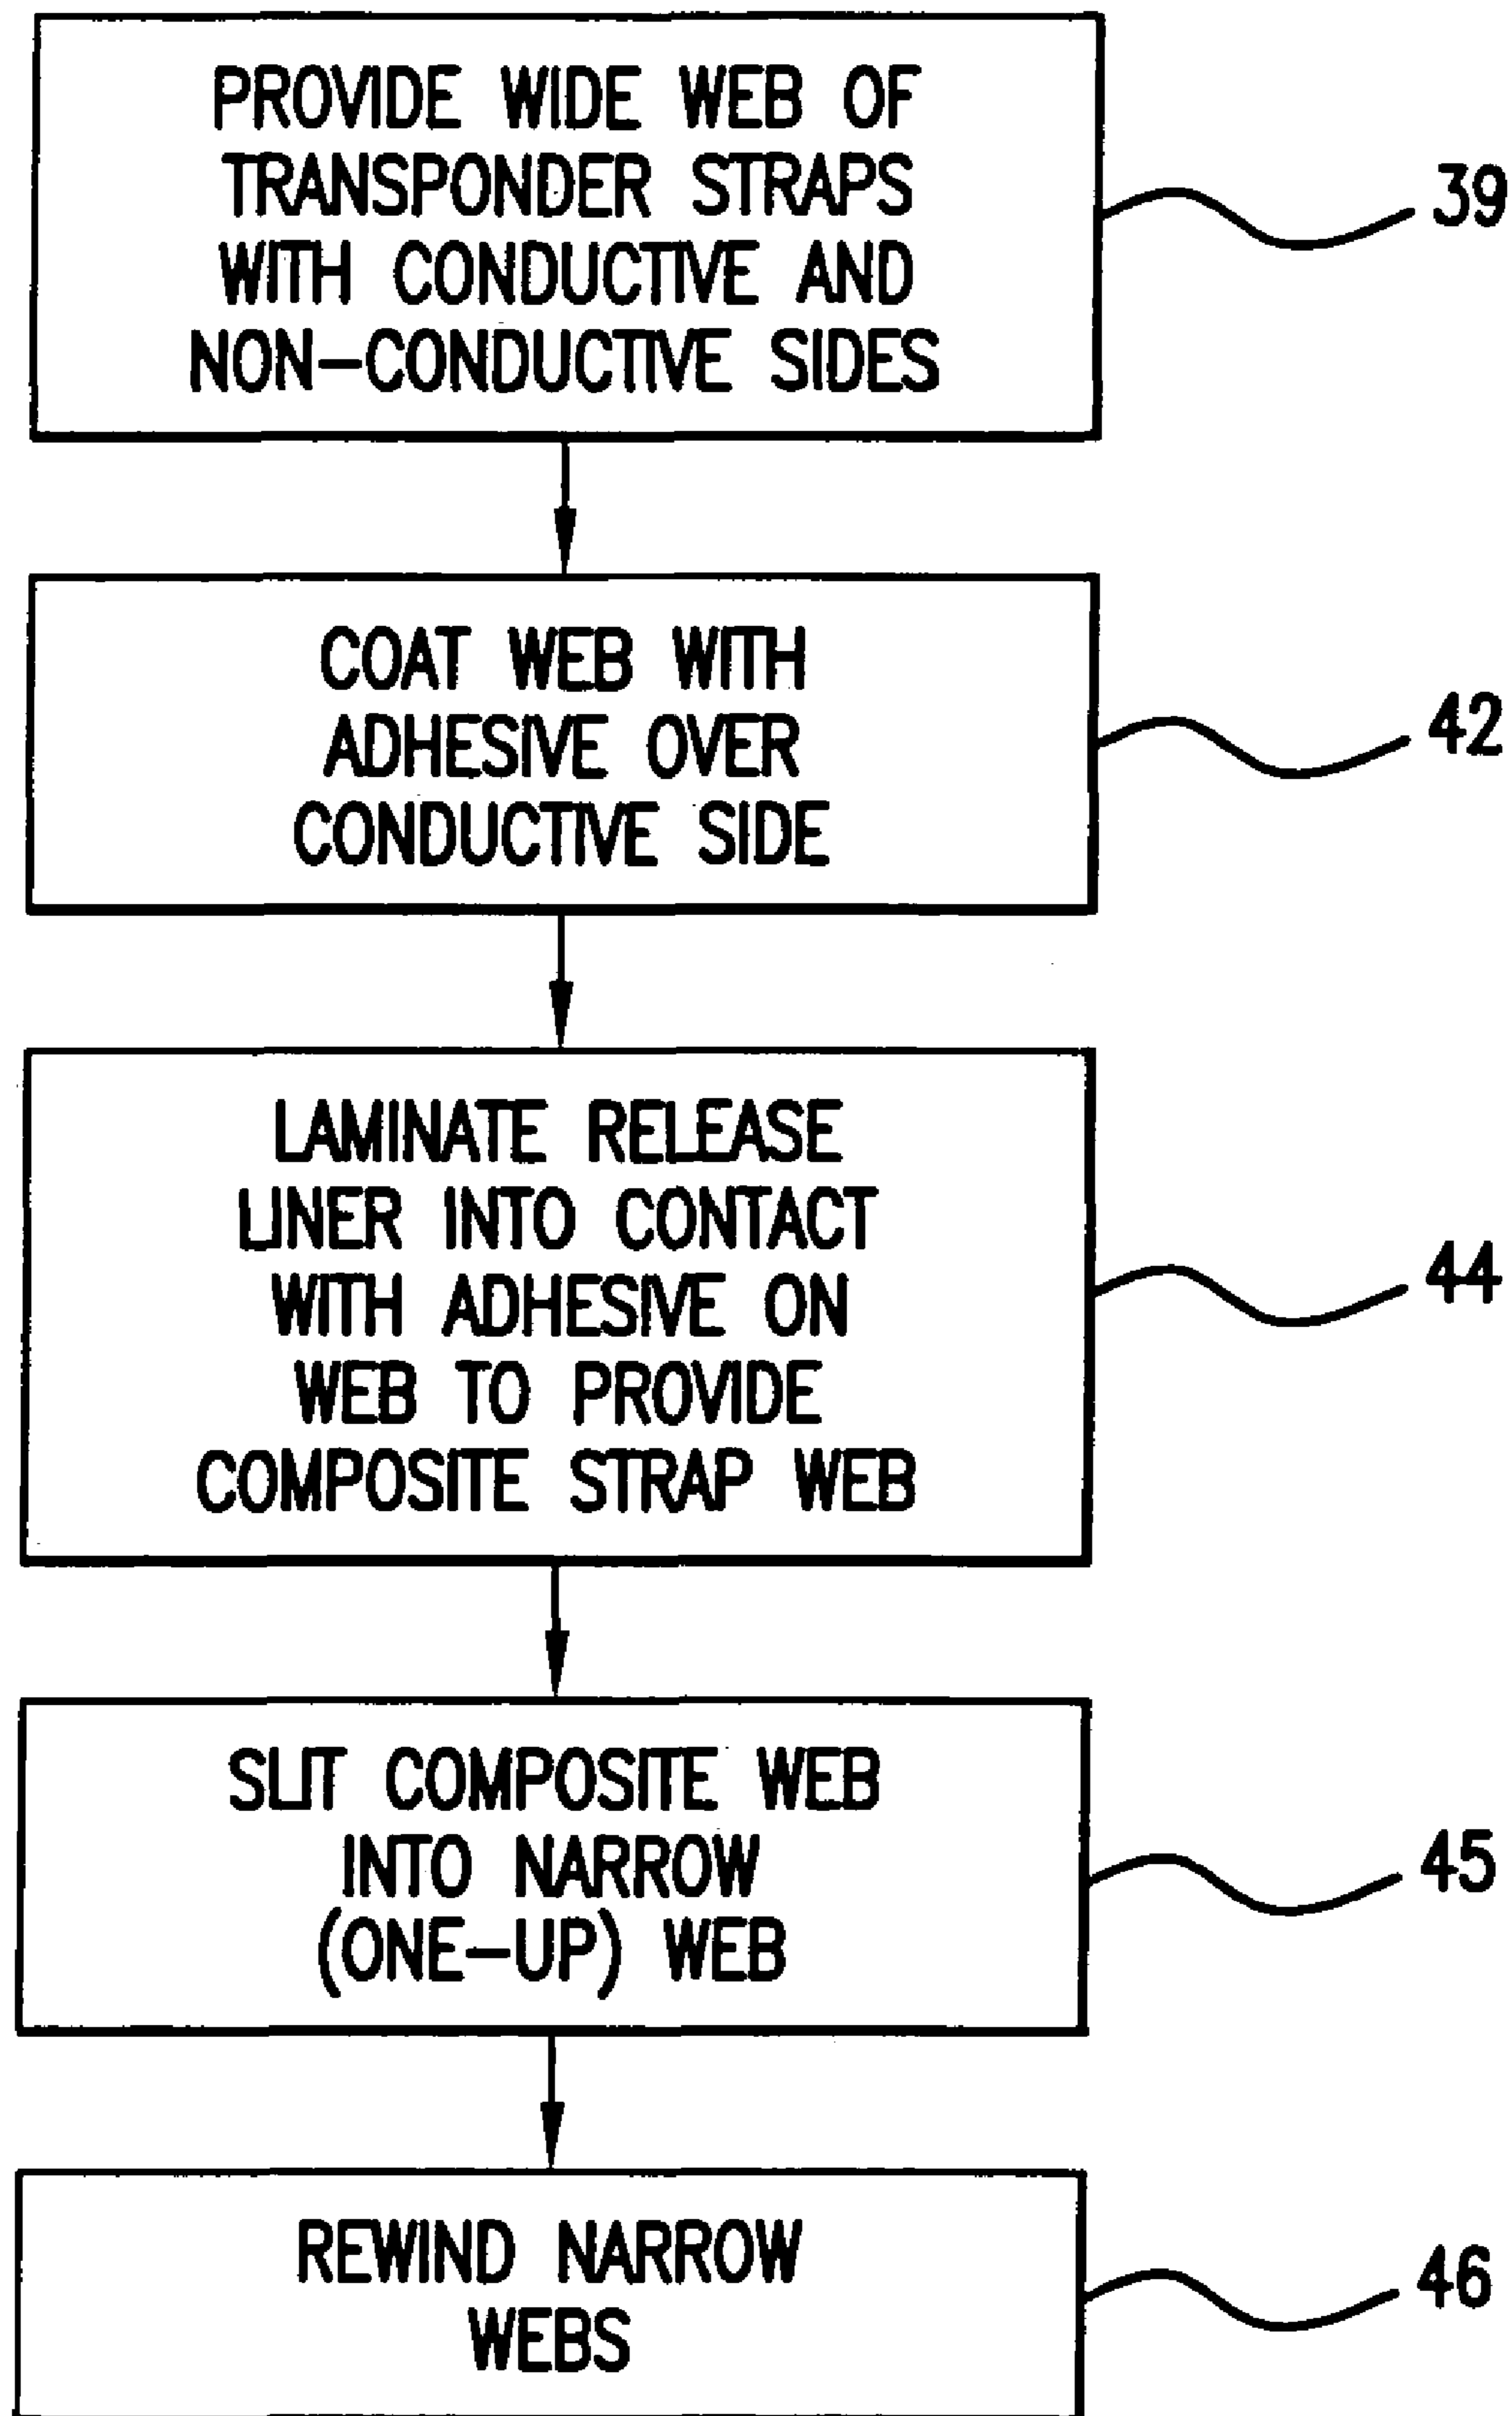 PROVIDE WIDE WEB OF
TRANSPONDER STRAPS
WITH CONDUCTIVE AND
NON-CONDUCTIVE SIDES
39
COAT WEB WITH
ADHESIVE OVER
CONDUCTIVE SIDE
42
LAMINATE RELEASE
LINER INTO CONTACT
WITH ADHESIVE ON
WEB TO PROVIDE
COMPOSITE STRAP WEB
44
SLIT COMPOSITE WEB
INTO NARROW
(ONE-UP) WEB
45
REWIND NARROW
WEBS
46